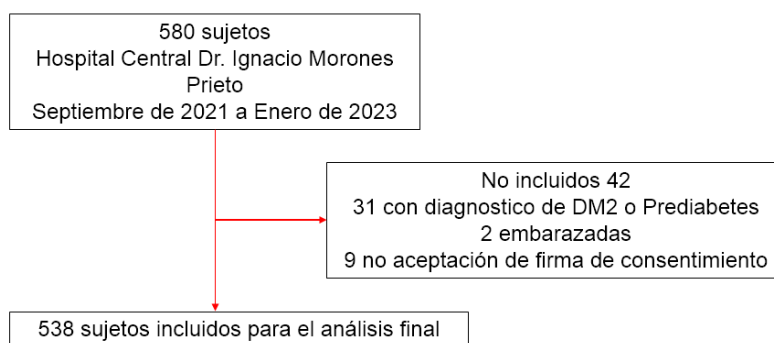 580 sujetos
Hospital Central Dr. Ignacio Morones
Prieto
Septiembre de 2021 a Enero de 2023
No incluidos 42
31 con diagnostico de DM2 o Prediabetes
2 embarazadas
9 no aceptación de firma de consentimiento
538 sujetos incluidos para el análisis final